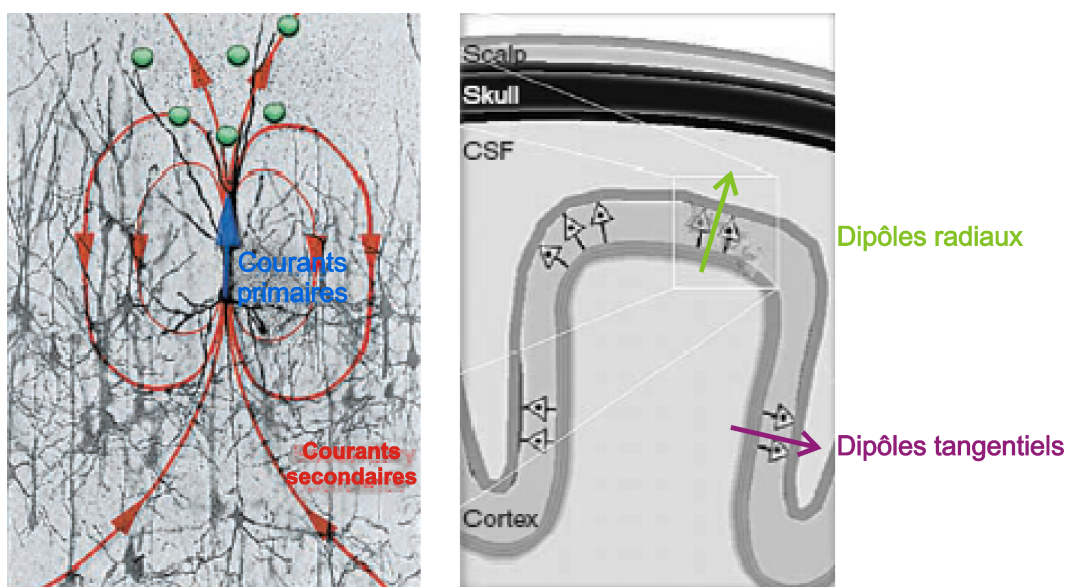 Courants
primaires
Courants
secondaires
Scalp
Skull
CSF
Cortex
Dipôles radiaux
Dipôles tangentiels